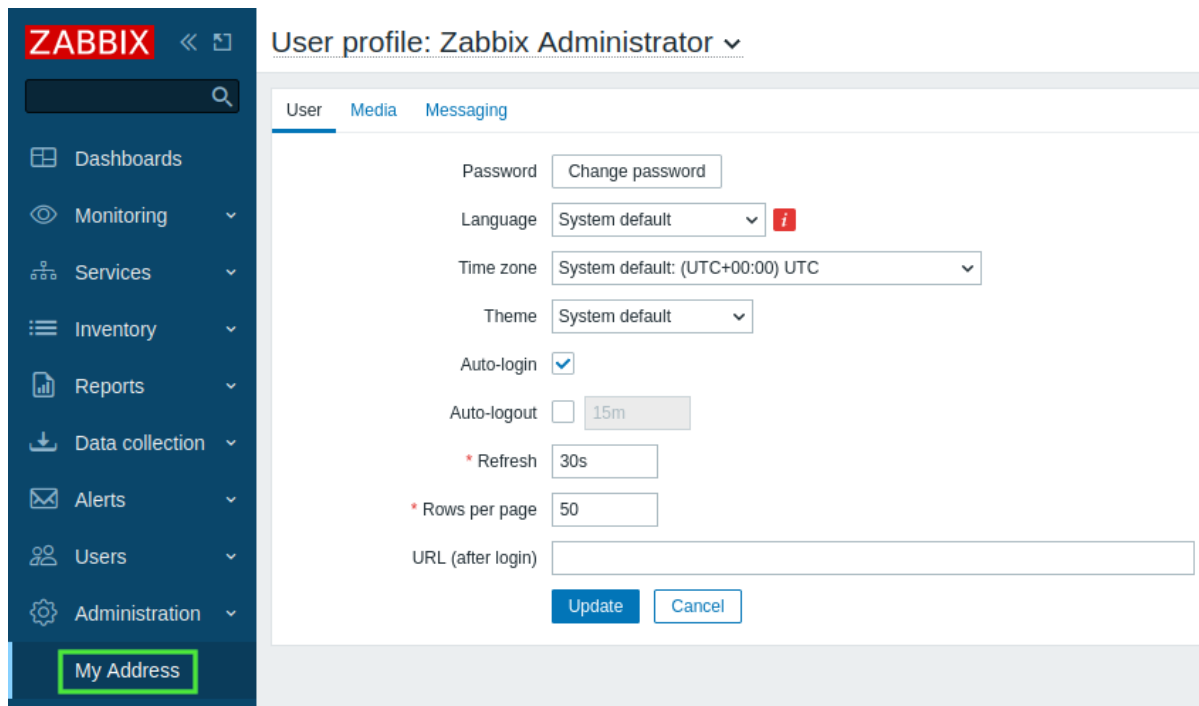 ZABBIX
User profile: Zabbix Administrator
User Media Messaging
Dashboards
Monitoring
Services
Inventory
Reports
Data collection
Alerts
Users
Administration
My Address
Password Change password
Language System default i
Time zone System default: (UTC+00:00) UTC
Theme System default
Auto-login
Auto-logout 15m
* Refresh 30s
* Rows per page 50
URL (after login)
Update Cancel